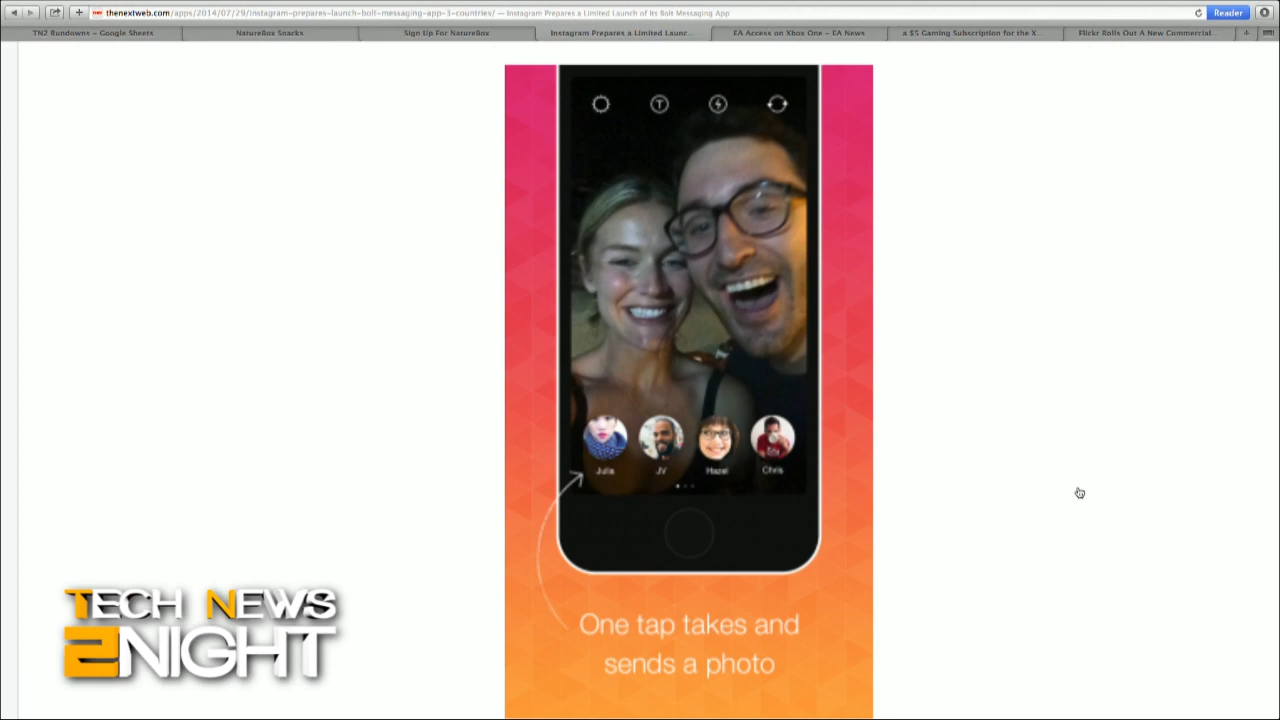 thenextweb.com/apps/2014/07/29/instagram-prepares-launch-bolt-messaging-app-3-countries/ — Instagram Prepares a Limited Launch of Its Bolt Messaging App
Reader
TN2 Rundowns – Google Sheets
NatureBox Snacks
Sign Up For NatureBox
Instagram Prepares a Limited Launc...
EA Access on Xbox One – EA News
a $5 Gaming Subscription for the X...
Flickr Rolls Out A New Commercial...
T
Julia
JV
Hazel
Chris
One tap takes and
sends a photo
TECH NEWS
2NIGHT